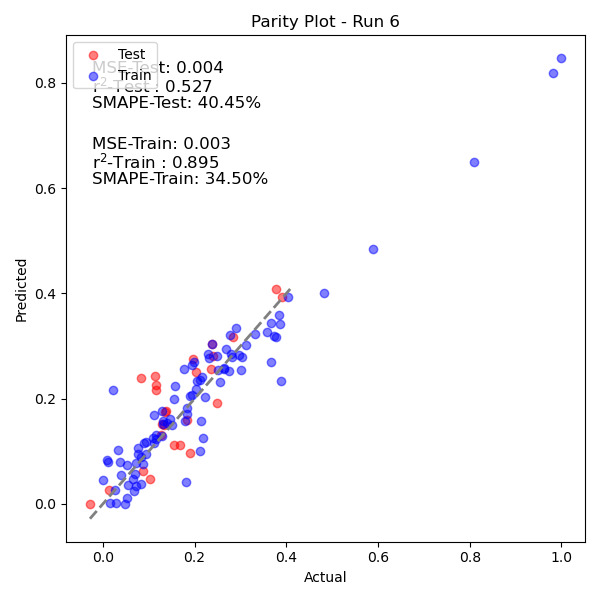 Parity Plot - Run 6
Test
Train
MSE-Test: 0.004
r²-Test : 0.527
SMAPE-Test: 40.45%
MSE-Train: 0.003
r²-Train : 0.895
SMAPE-Train: 34.50%
Predicted
0.8
0.6
0.4
0.2
0.0
0.0 0.2 0.4 0.6 0.8 1.0
Actual